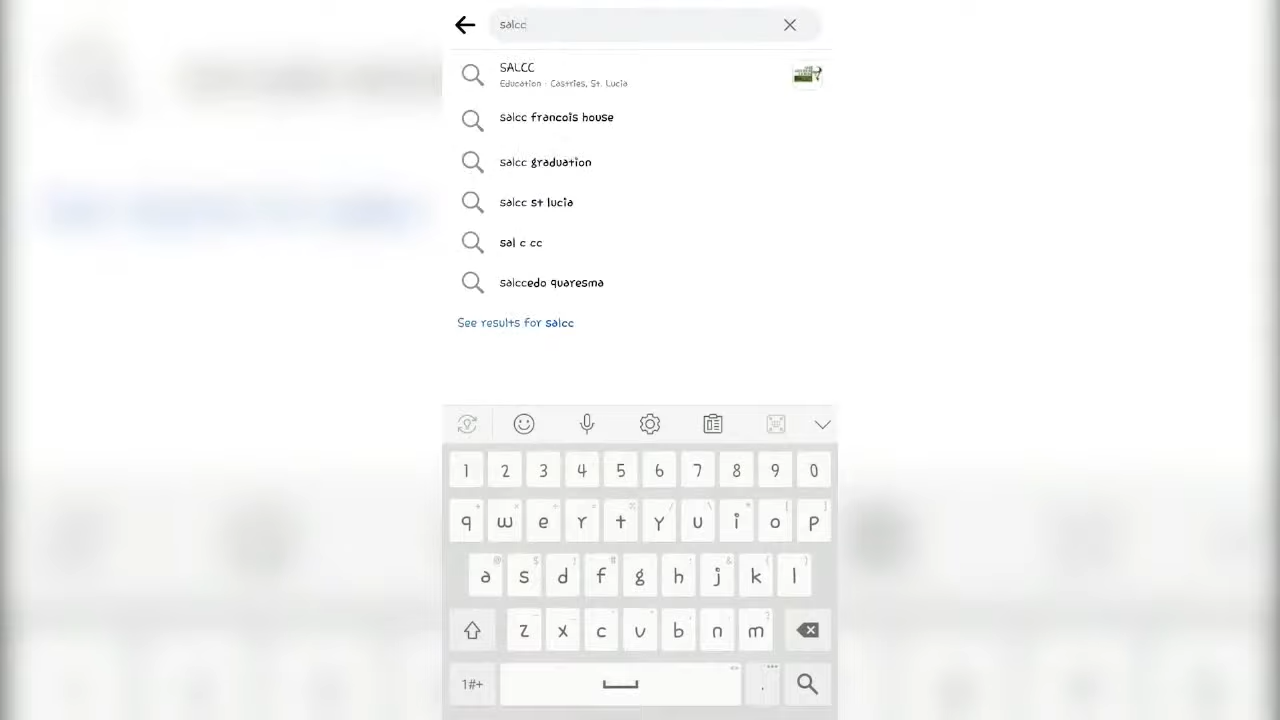 salcc
SALCC
Education · Castries, St. Lucia
salcc francois house
salcc graduation
salcc st lucia
sal c cc
salccedo quaresma
See results for salcc
1 2 3 4 5 6 7 8 9 0
q w e r t y u i o p
a s d f g h j k l
z x c v b n m
1#+ .